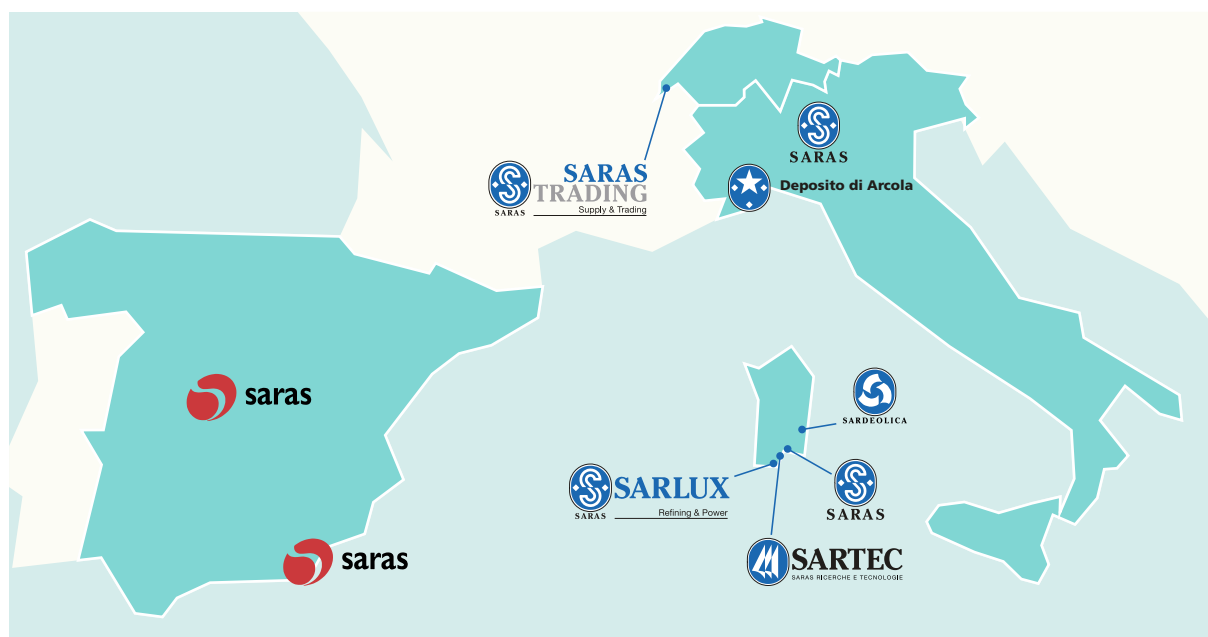 SARAS
SARAS
TRADING
Supply & Trading
SARAS
Deposito di Arcola
saras
SARDEOLICA
SARLUX
Refining & Power
SARAS
SARAS
saras
SARTEC
SARAS RICERCHE E TECNOLOGIE